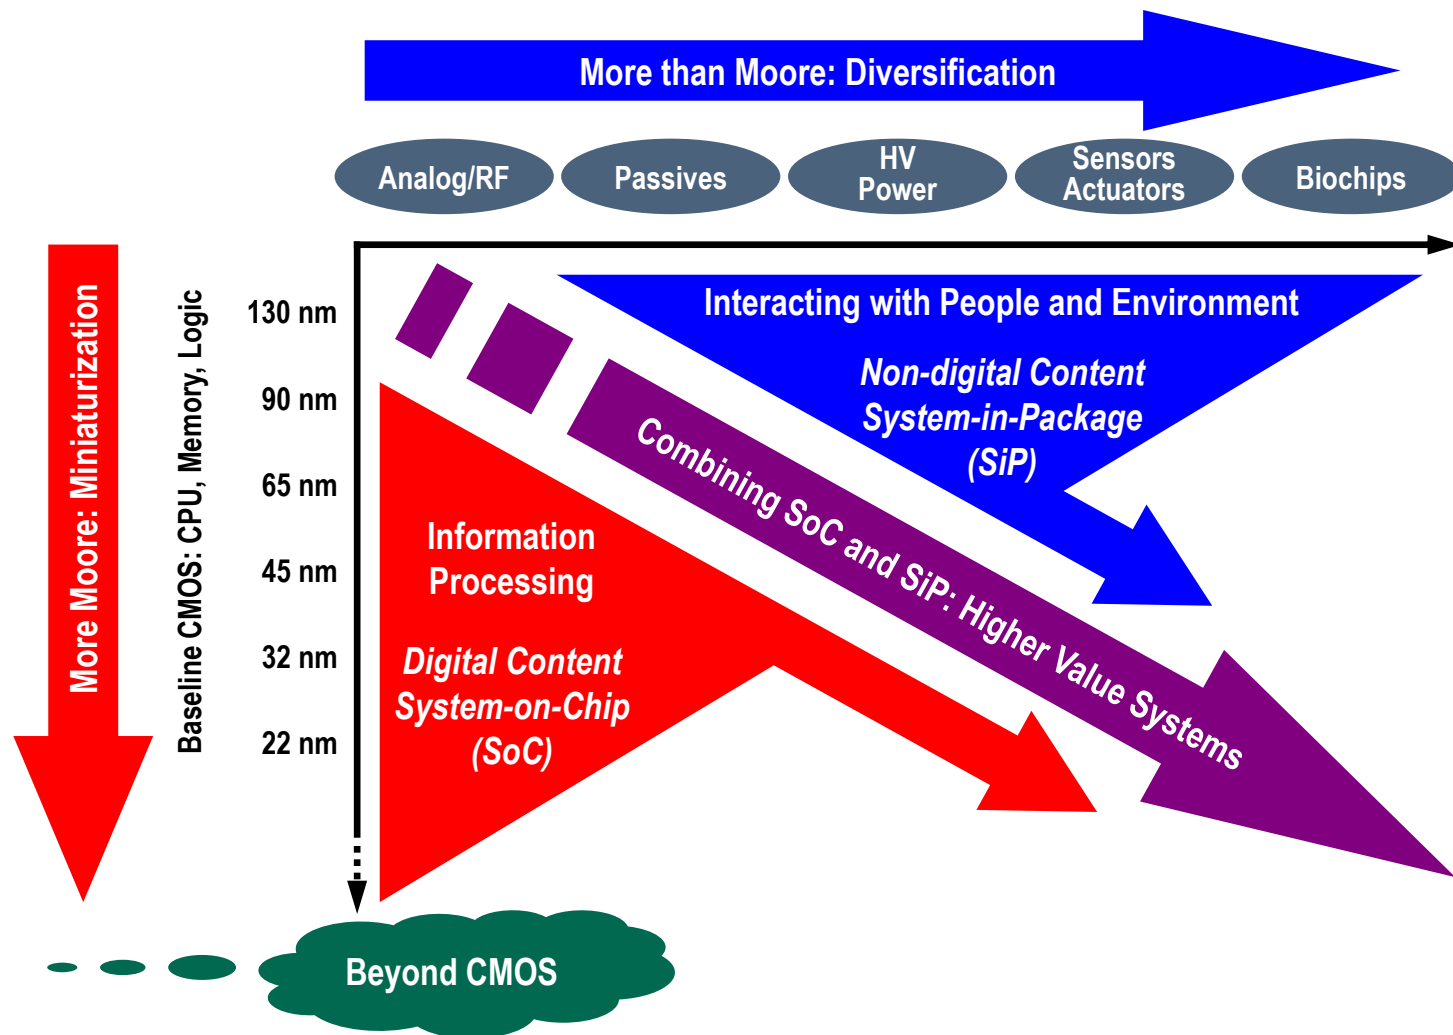 More than Moore: Diversification
Analog/RF
Passives
HV
Power
Sensors
Actuators
Biochips
More Moore: Miniaturization
Baseline CMOS: CPU, Memory, Logic
130 nm
90 nm
65 nm
45 nm
32 nm
22 nm
Interacting with People and Environment
Non-digital Content
System-in-Package
(SiP)
Combining SoC and SiP: Higher Value Systems
Information
Processing
Digital Content
System-on-Chip
(SoC)
Beyond CMOS